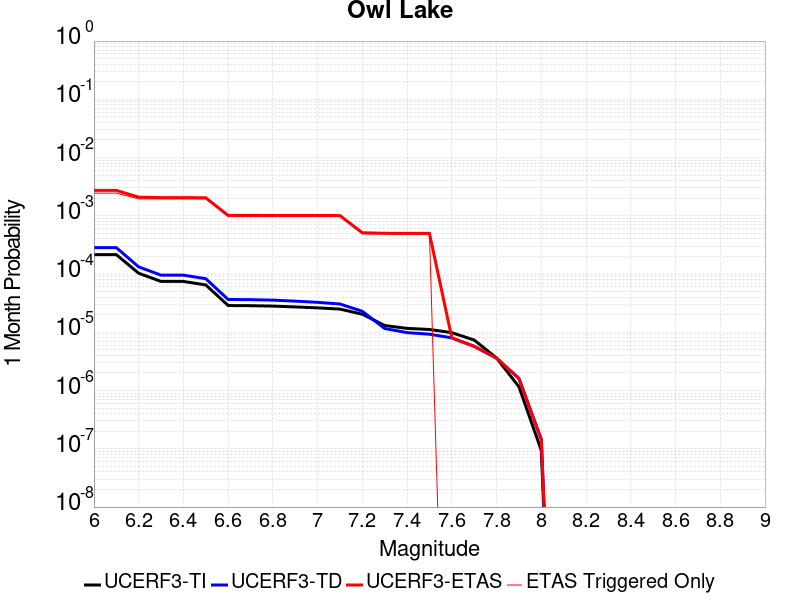 Owl Lake
10^0
10^-1
10^-2
10^-3
10^-4
10^-5
10^-6
10^-7
10^-8
1 Month Probability
6 6.2 6.4 6.6 6.8 7 7.2 7.4 7.6 7.8 8 8.2 8.4 8.6 8.8 9
Magnitude
UCERF3-TI UCERF3-TD UCERF3-ETAS ETAS Triggered Only